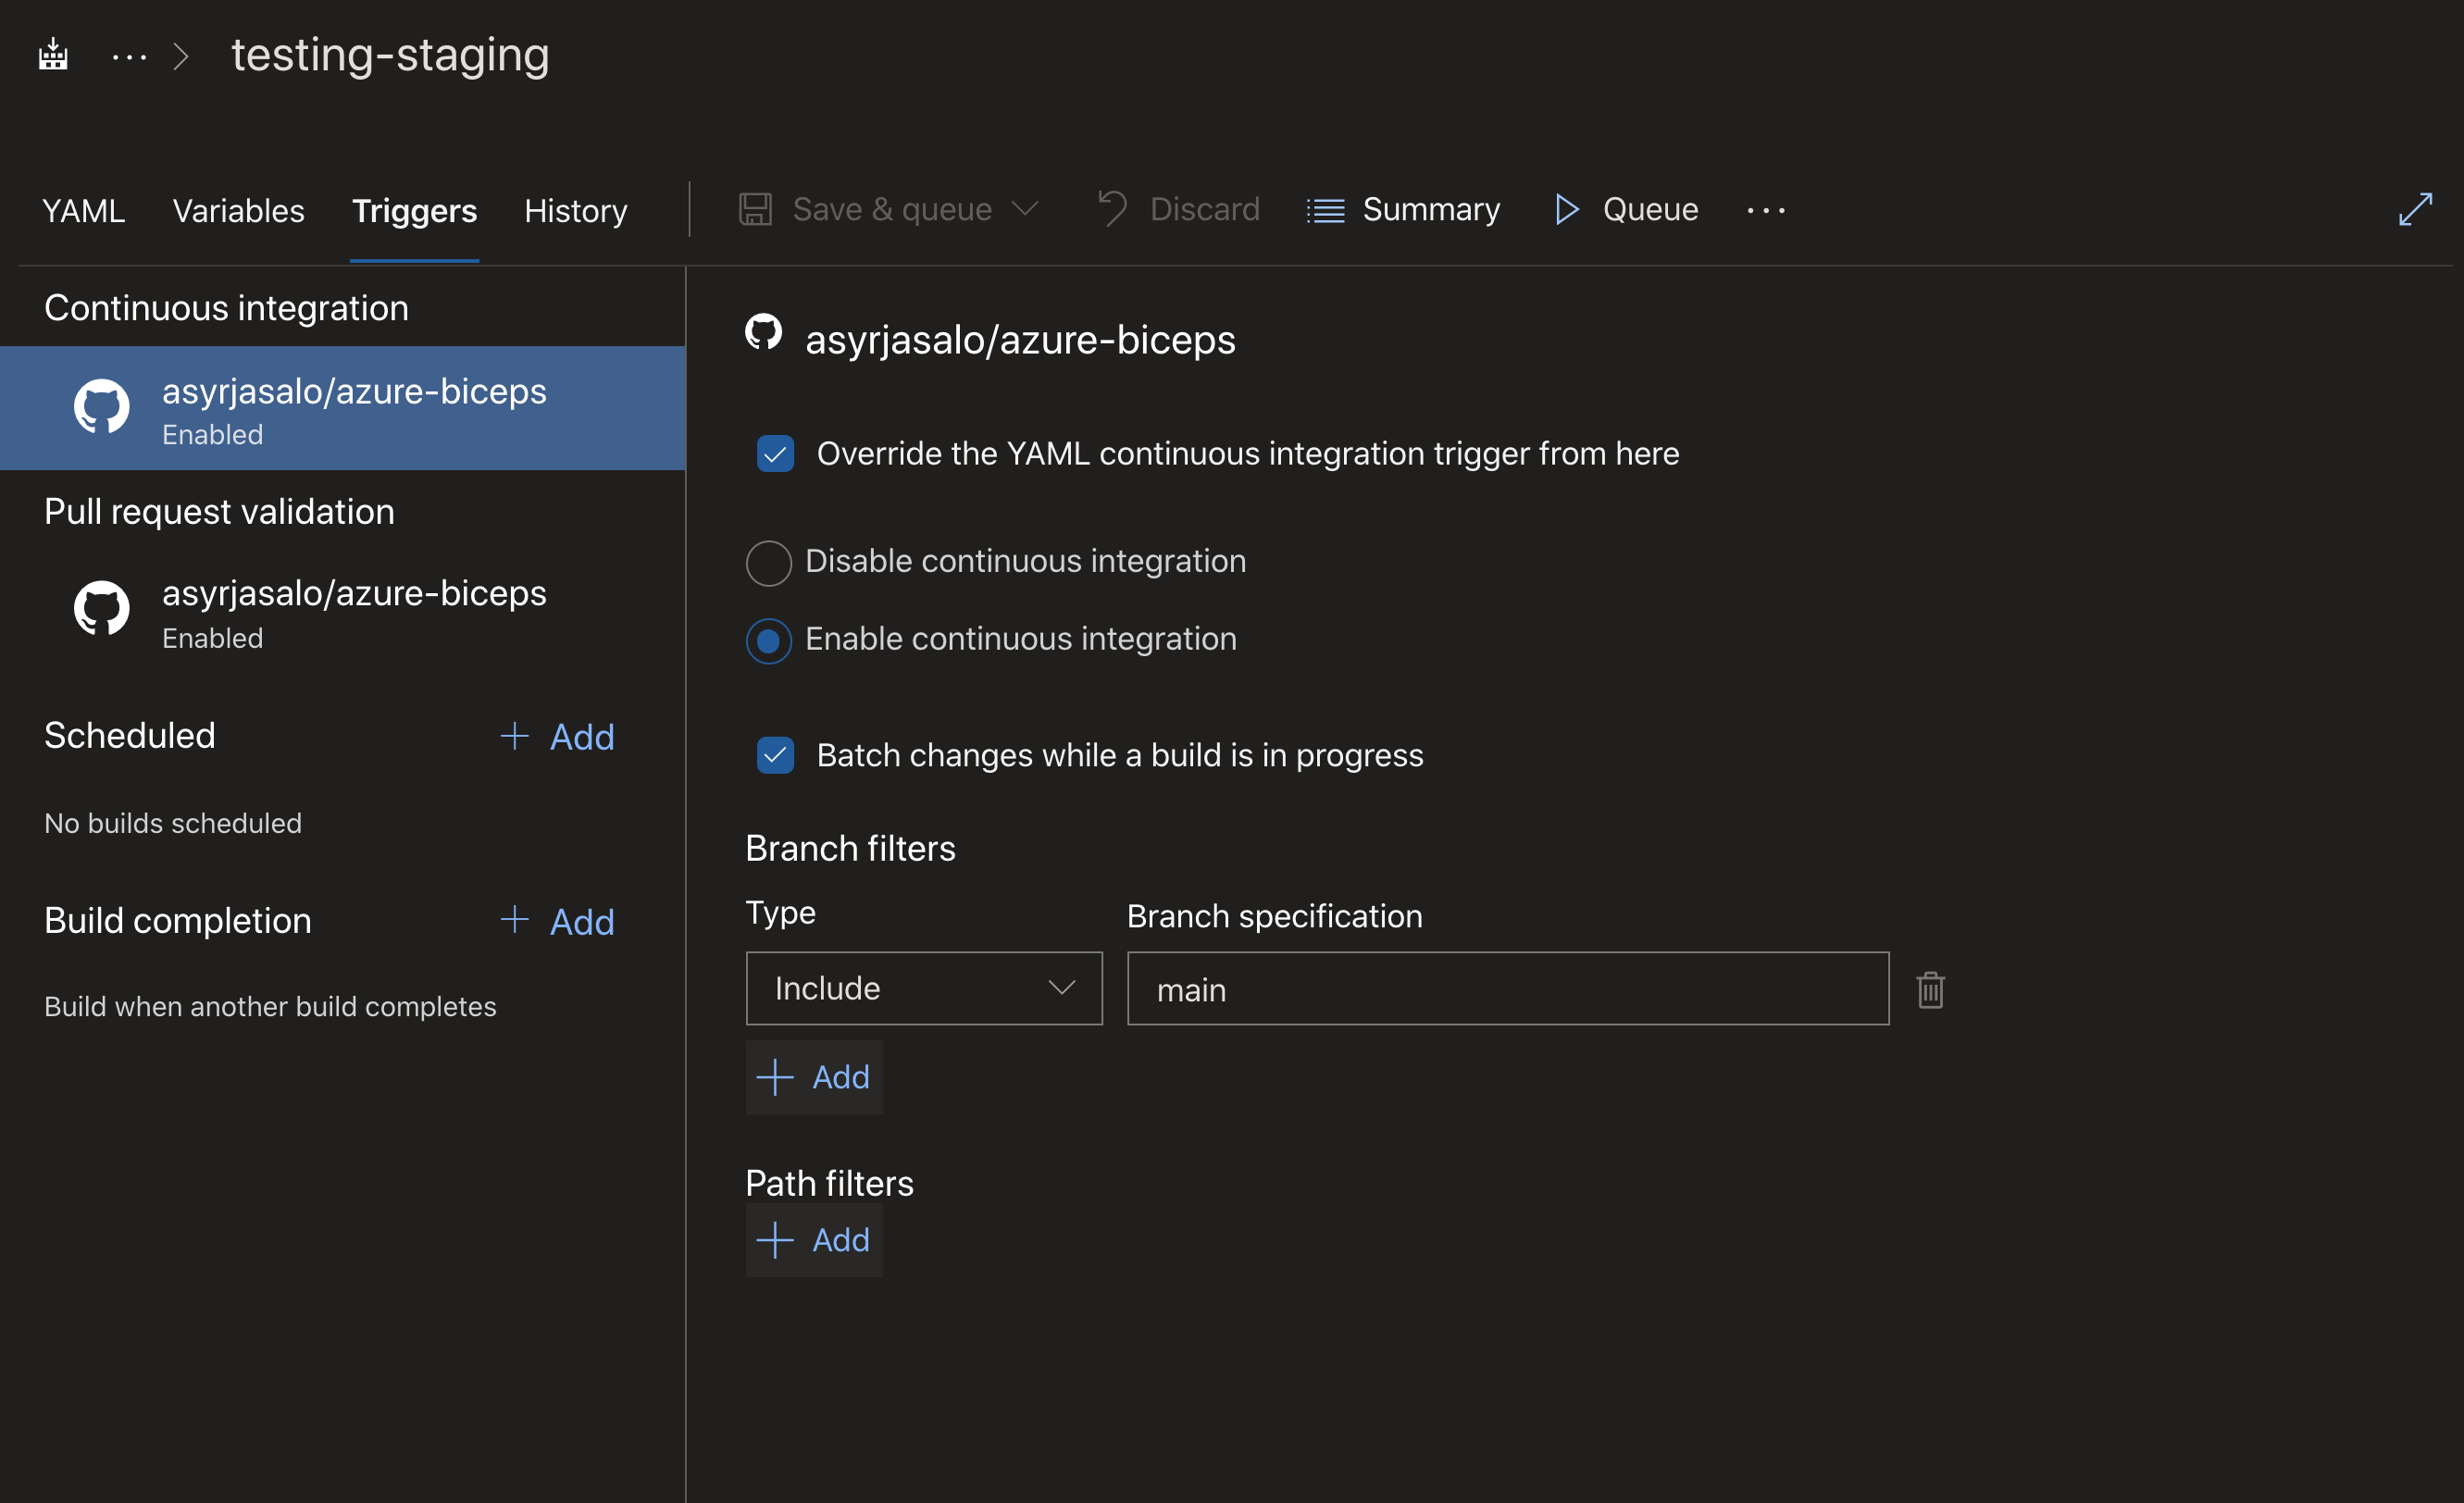 ... > testing-staging
YAML Variables Triggers History Save & queue Discard Summary Queue ...
Continuous integration
asyrjasalo/azure-biceps
Enabled
Pull request validation
asyrjasalo/azure-biceps
Enabled
Scheduled + Add
No builds scheduled
Build completion + Add
Build when another build completes
asyrjasalo/azure-biceps
Override the YAML continuous integration trigger from here
Disable continuous integration
Enable continuous integration
Batch changes while a build is in progress
Branch filters
Type Branch specification
Include main
+ Add
Path filters
+ Add